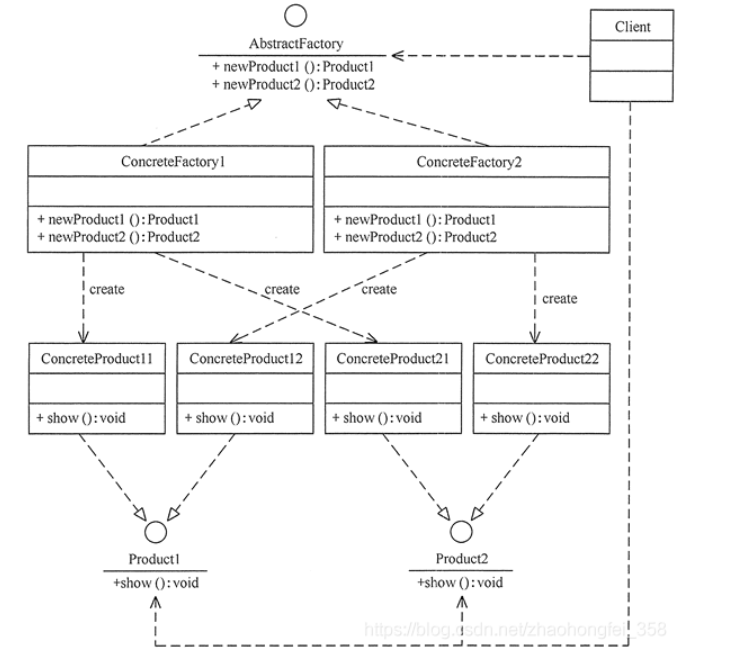 AbstractFactory
+ newProduct1 ():Product1
+ newProduct2 ():Product2
Client
ConcreteFactory1
+ newProduct1 ():Product1
+ newProduct2 ():Product2
ConcreteFactory2
+ newProduct1 ():Product1
+ newProduct2 ():Product2
create
create
create
create
ConcreteProduct11
+ show ():void
ConcreteProduct12
+ show ():void
ConcreteProduct21
+ show ():void
ConcreteProduct22
+ show ():void
Product1
+show ():void
Product2
+show ():void
https://blog.csdn.net/zhaohongfei_358